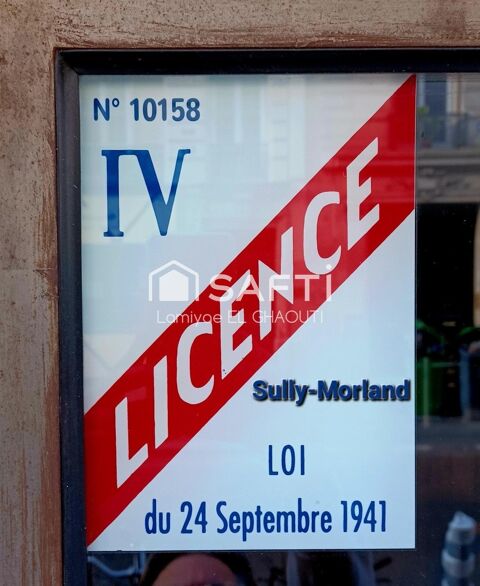 N° 10158
IV
LICENCE
SAFTI
Lamiyae EL GHAOUTI
Sully-Morland
LOI
du 24 Septembre 1941